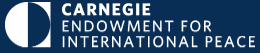 CARNEGIE
ENDOWMENT FOR
INTERNATIONAL PEACE